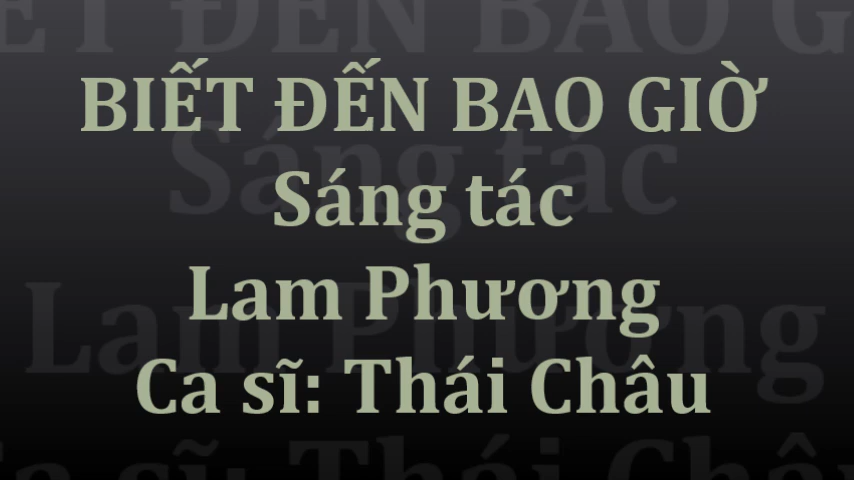 BIẾT ĐẾN BAO GIỜ
Sáng tác
Lam Phương
Ca sĩ: Thái Châu